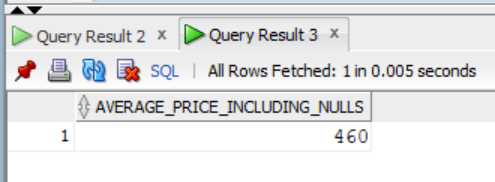 Query Result 2 x Query Result 3 x
SQL | All Rows Fetched: 1 in 0.005 seconds
AVERAGE_PRICE_INCLUDING_NULLS
1 460